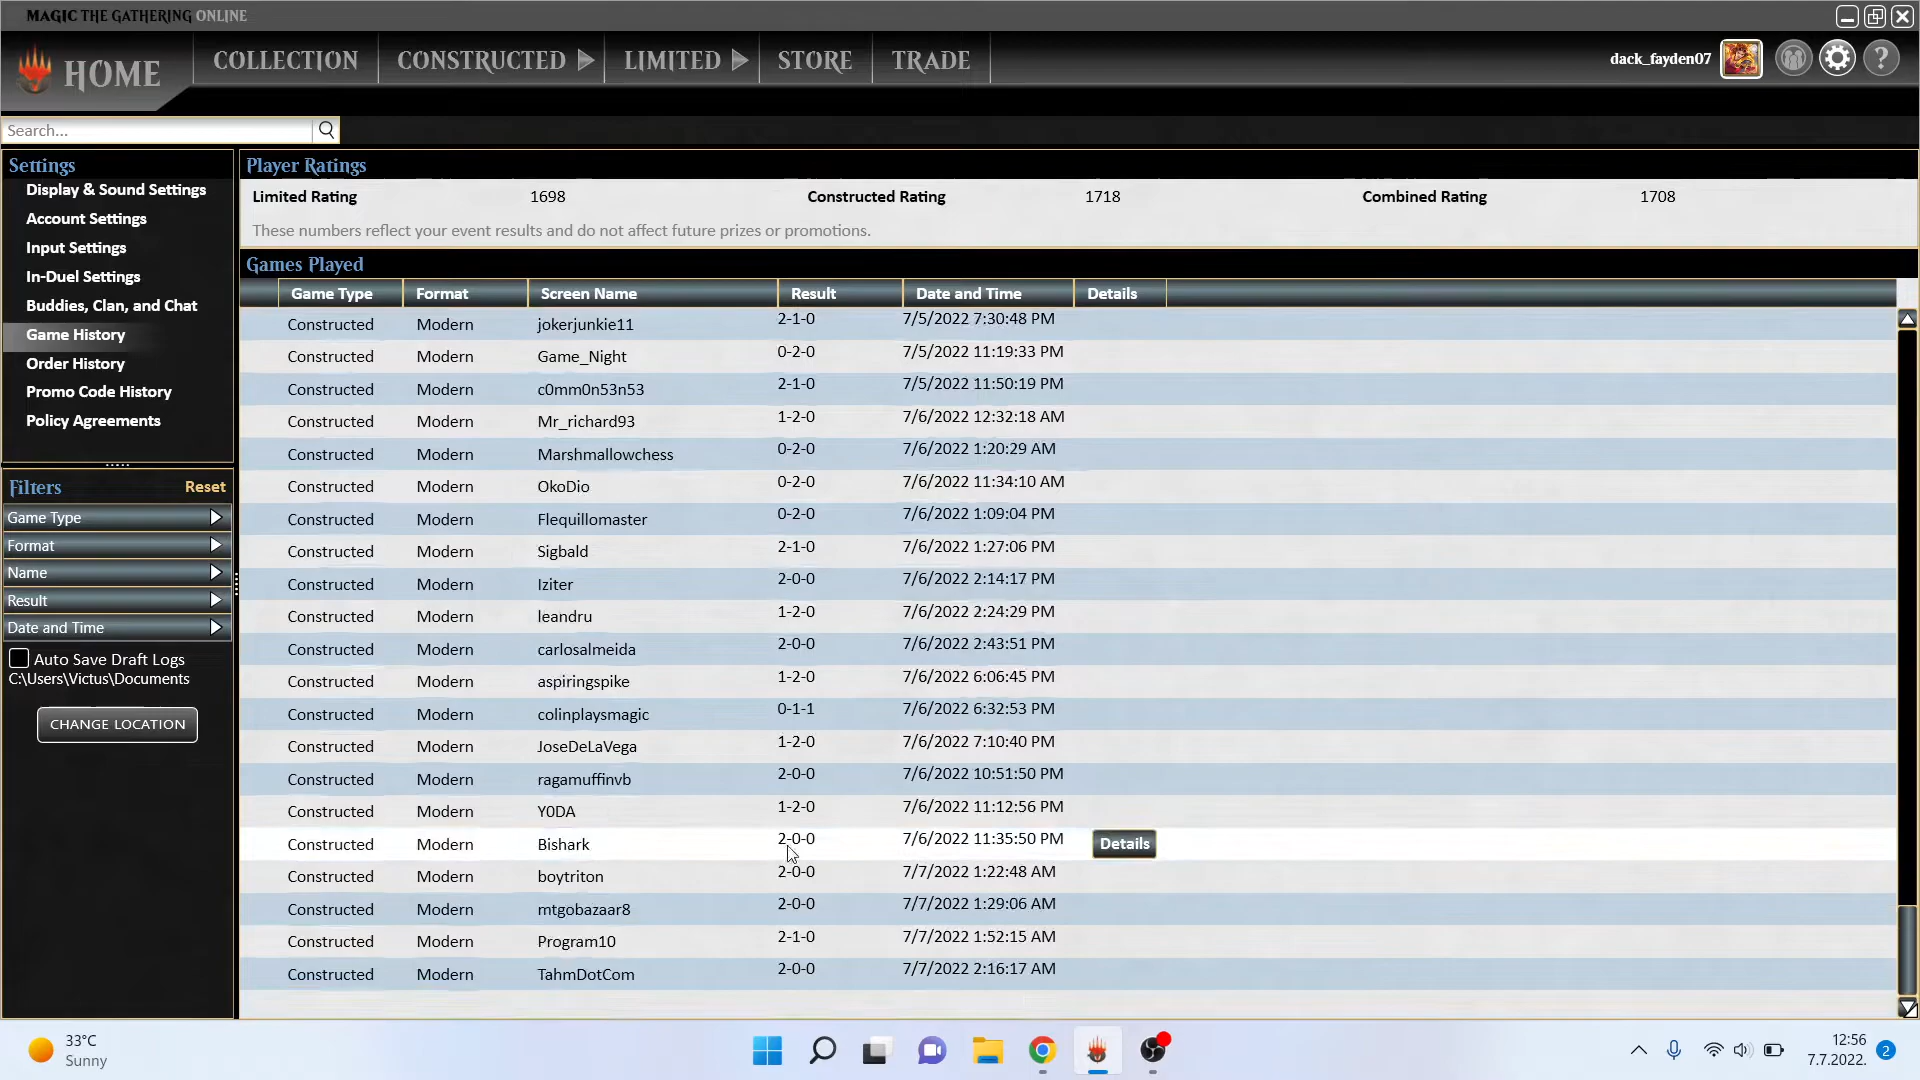 MAGIC THE GATHERING ONLINE
HOME COLLECTION CONSTRUCTED LIMITED STORE TRADE dack_fayden07 ?
Search...
Settings
Display & Sound Settings
Account Settings
Input Settings
In-Duel Settings
Buddies, Clan, and Chat
Game History
Order History
Promo Code History
Policy Agreements
Filters Reset
Game Type
Format
Name
Result
Date and Time
Auto Save Draft Logs
C:\Users\Victus\Documents
CHANGE LOCATION
Player Ratings
Limited Rating 1698 Constructed Rating 1718 Combined Rating 1708
These numbers reflect your event results and do not affect future prizes or promotions.
Games Played
Game Type Format Screen Name Result Date and Time Details
Constructed Modern jokerjunkie11 2-1-0 7/5/2022 7:30:48 PM
Constructed Modern Game_Night 0-2-0 7/5/2022 11:19:33 PM
Constructed Modern c0mm0n53n53 2-1-0 7/5/2022 11:50:19 PM
Constructed Modern Mr_richard93 1-2-0 7/6/2022 12:32:18 AM
Constructed Modern Marshmallowchess 0-2-0 7/6/2022 1:20:29 AM
Constructed Modern OkoDio 0-2-0 7/6/2022 11:34:10 AM
Constructed Modern Flequillomaster 0-2-0 7/6/2022 1:09:04 PM
Constructed Modern Sigbald 2-1-0 7/6/2022 1:27:06 PM
Constructed Modern Iziter 2-0-0 7/6/2022 2:14:17 PM
Constructed Modern leandru 1-2-0 7/6/2022 2:24:29 PM
Constructed Modern carlosalmeida 2-0-0 7/6/2022 2:43:51 PM
Constructed Modern aspiringspike 1-2-0 7/6/2022 6:06:45 PM
Constructed Modern colinplaysmagic 0-1-1 7/6/2022 6:32:53 PM
Constructed Modern JoseDeLaVega 1-2-0 7/6/2022 7:10:40 PM
Constructed Modern ragamuffinvb 2-0-0 7/6/2022 10:51:50 PM
Constructed Modern Y0DA 1-2-0 7/6/2022 11:12:56 PM
Constructed Modern Bishark 2-0-0 7/6/2022 11:35:50 PM Details
Constructed Modern boytriton 2-0-0 7/7/2022 1:22:48 AM
Constructed Modern mtgobazaar8 2-0-0 7/7/2022 1:29:06 AM
Constructed Modern Program10 2-1-0 7/7/2022 1:52:15 AM
Constructed Modern TahmDotCom 2-0-0 7/7/2022 2:16:17 AM
33°C
Sunny
12:56
7.7.2022.
2